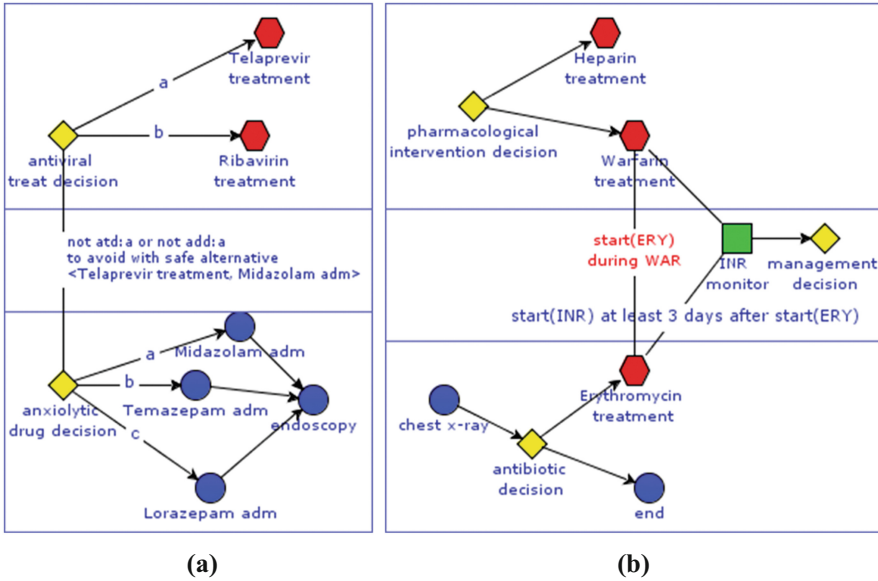 Telaprevir
treatment
a
b
antiviral
treat decision
Ribavirin
treatment
not atd:a or not add:a
to avoid with safe alternative
<Telaprevir treatment, Midazolam adm>
a
Midazolam adm
b
anxiolytic
drug decision
Temazepam adm
endoscopy
c
Lorazepam adm
(a)
Heparin
treatment
pharmacological
intervention decision
Warfarin
treatment
start(ERY)
during WAR
INR
monitor
management
decision
start(INR) at least 3 days after start(ERY)
Erythromycin
treatment
chest x-ray
antibiotic
decision
end
(b)